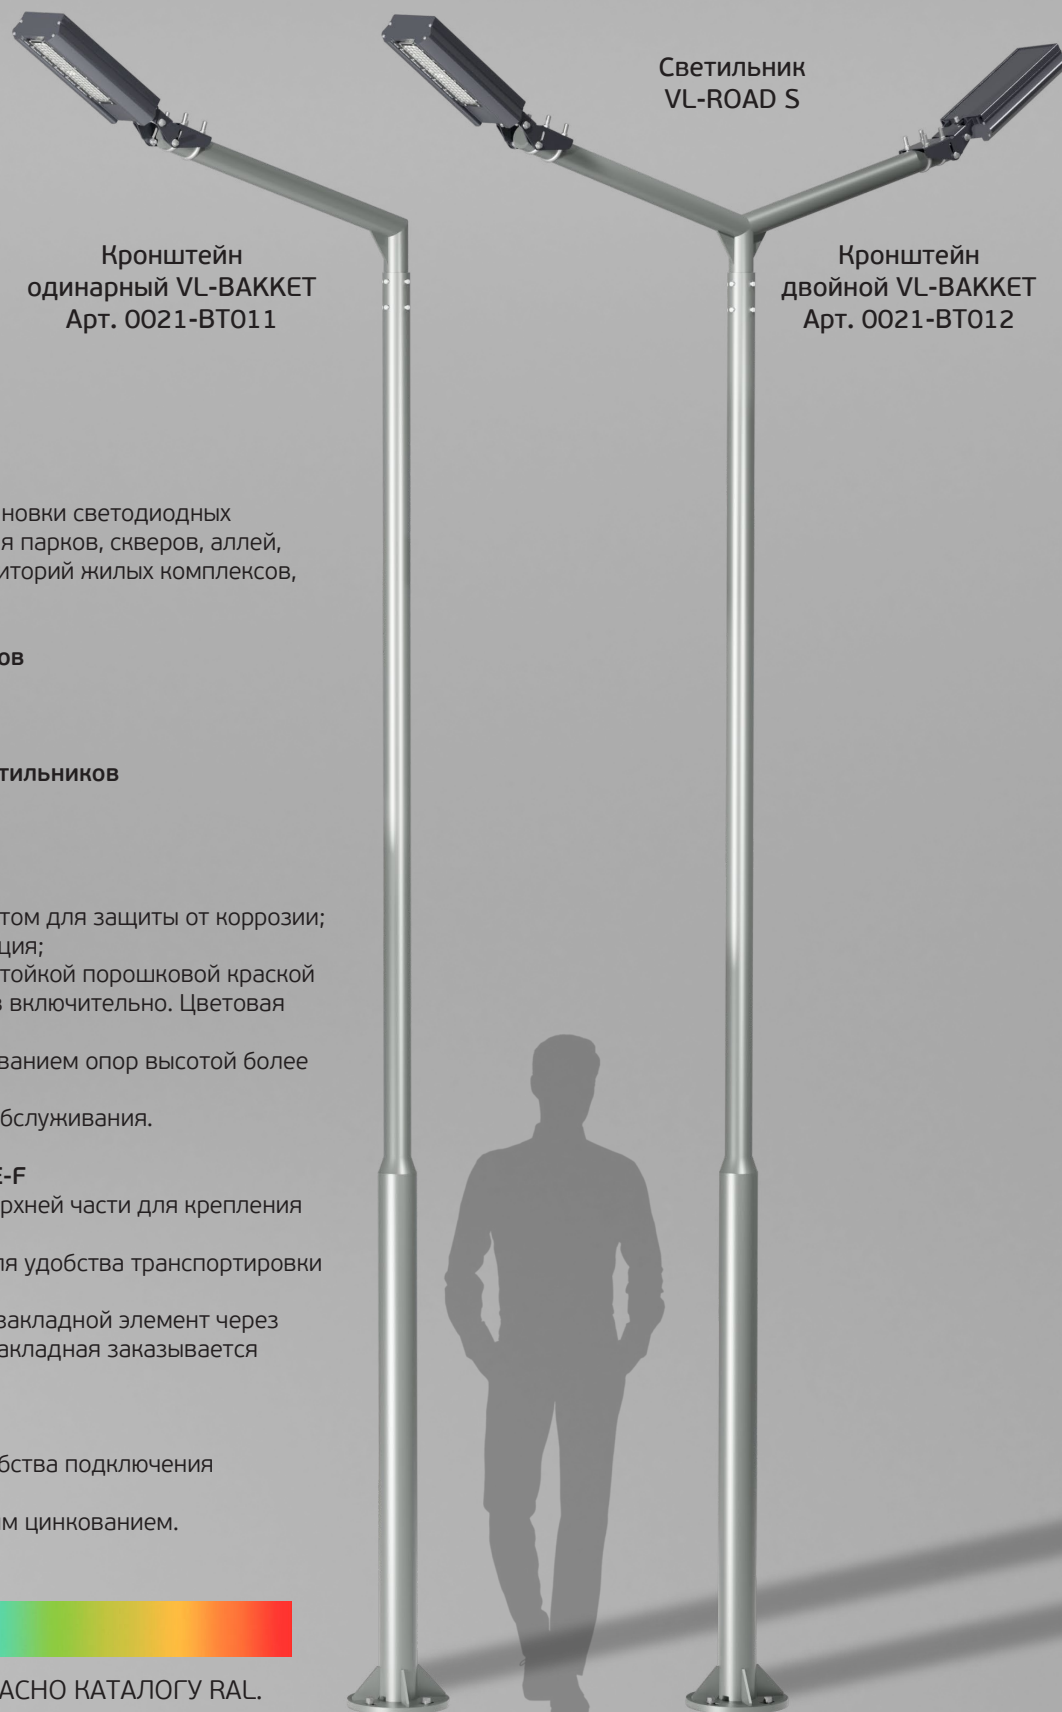 Светильник
VL-ROAD S
Кронштейн
одинарный VL-BAKKET
Арт. 0021-BT011
Кронштейн
двойной VL-BAKKET
Арт. 0021-BT012
новки светодиодных
я парков, скверов, аллей,
иторий жилых комплексов,
ов
тильников
том для защиты от коррозии;
ция;
тойкой порошковой краской
в включительно. Цветовая
ванием опор высотой более
бслуживания.
E-F
рхней части для крепления
ля удобства транспортировки
закладной элемент через
акладная заказывается
бства подключения
м цинкованием.
АСНО КАТАЛОГУ RAL.